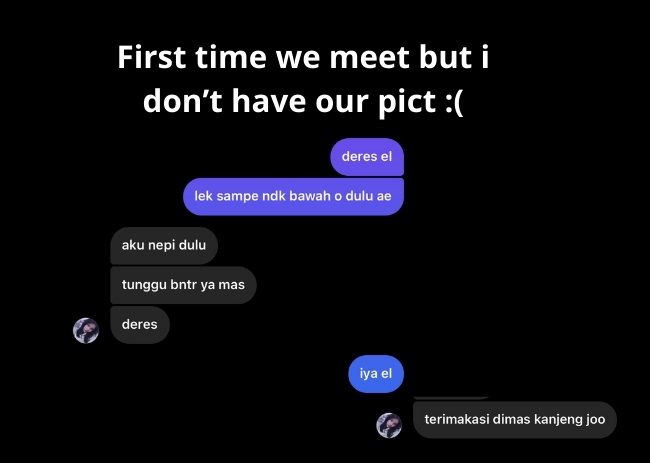 First time we meet but i
don’t have our pict :(
deres el
lek sampe ndk bawah o dulu ae
aku nepi dulu
tunggu bntr ya mas
deres
iya el
terimakasi dimas kanjeng joo